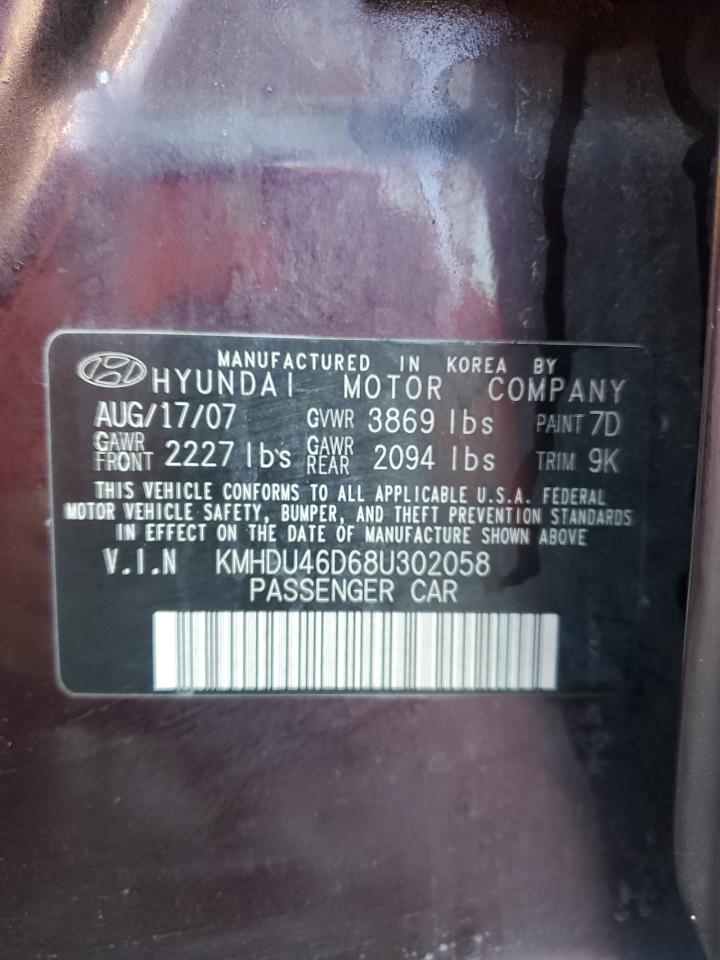 MANUFACTURED IN KOREA BY
HYUNDAI MOTOR COMPANY
AUG/17/07 GVWR 3869 lbs PAINT 7D
GAWR FRONT 2227 lbs GAWR REAR 2094 lbs TRIM 9K
THIS VEHICLE CONFORMS TO ALL APPLICABLE U.S.A. FEDERAL
MOTOR VEHICLE SAFETY, BUMPER, AND THEFT PREVENTION STANDARDS
IN EFFECT ON THE DATE OF MANUFACTURE SHOWN ABOVE
V.I.N KMHDU46D68U302058
PASSENGER CAR